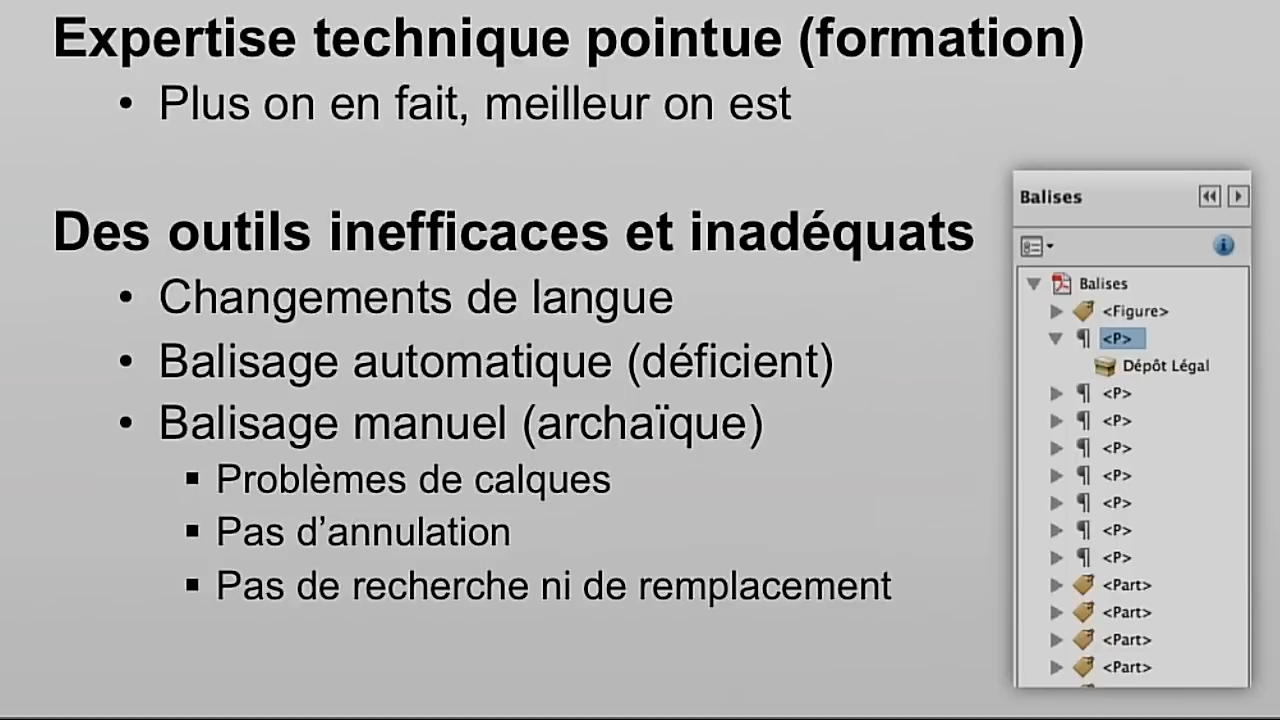 Expertise technique pointue (formation)
• Plus on en fait, meilleur on est
Des outils inefficaces et inadéquats
• Changements de langue
• Balisage automatique (déficient)
• Balisage manuel (archaïque)
▪ Problèmes de calques
▪ Pas d’annulation
▪ Pas de recherche ni de remplacement
Balises
Balises
<Figure>
<P>
Dépôt Légal
<P>
<P>
<P>
<P>
<P>
<P>
<P>
<Part>
<Part>
<Part>
<Part>